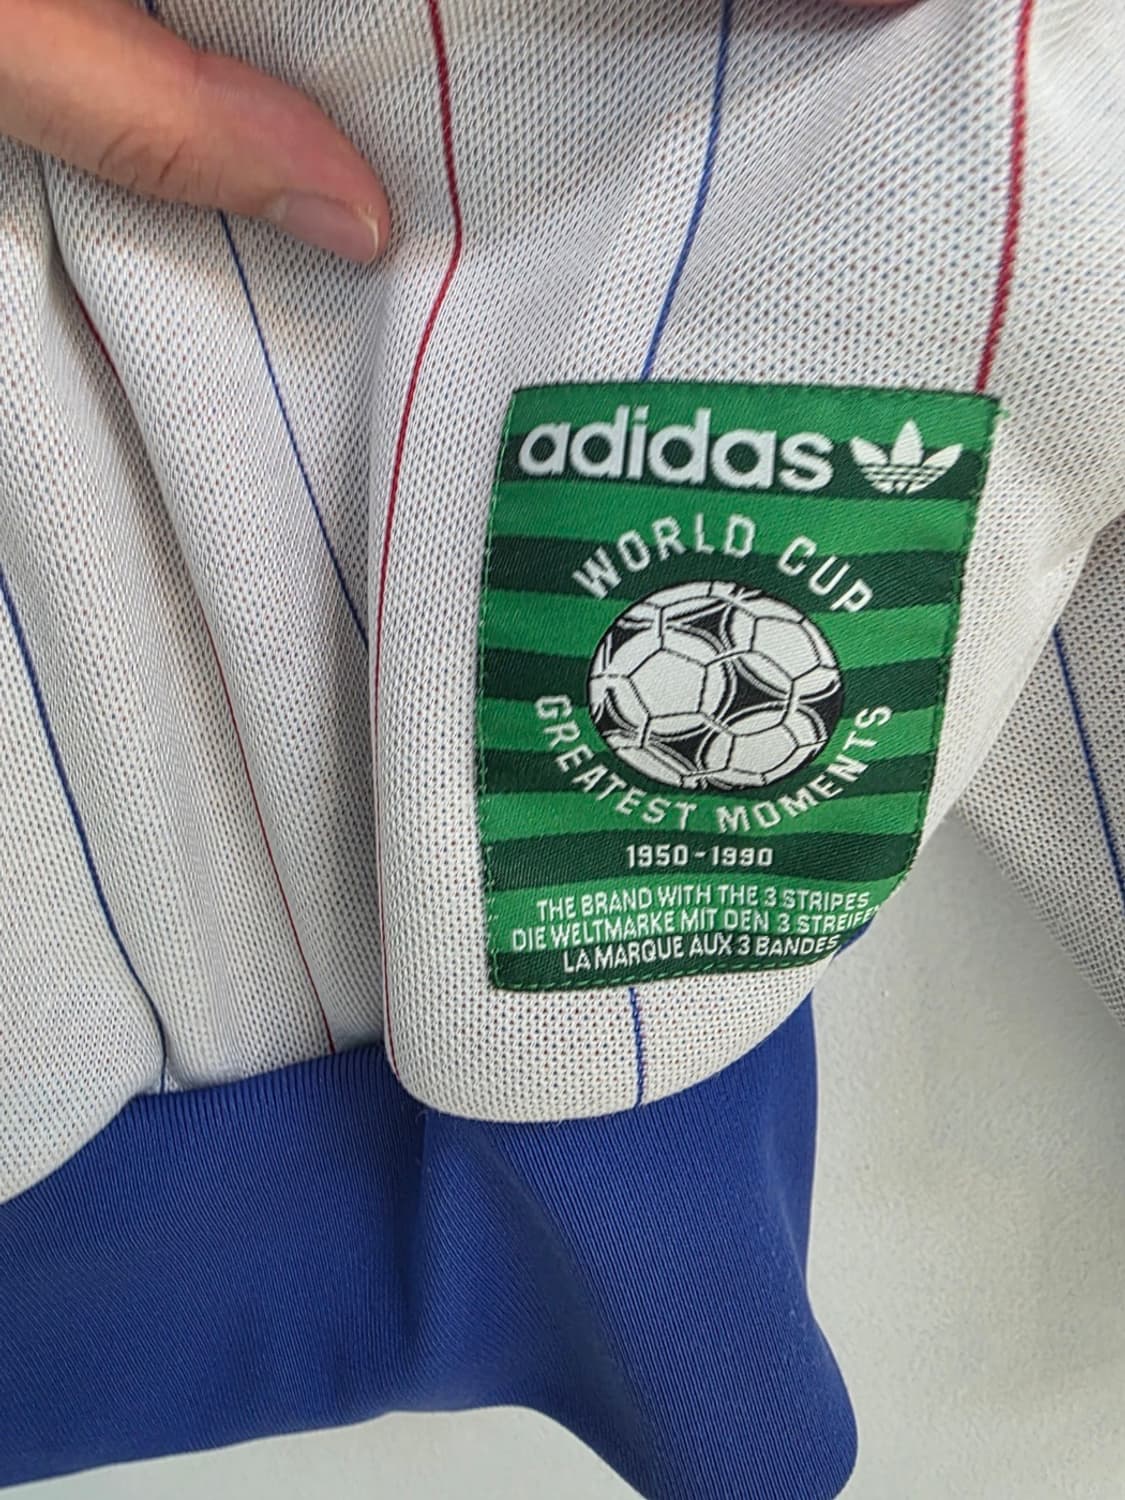 adidas
WORLD CUP
GREATEST MOMENTS
1950-1990
THE BRAND WITH THE 3 STRIPES
DIE WELTMARKE MIT DEN 3 STREIFEN
LA MARQUE AUX 3 BANDES